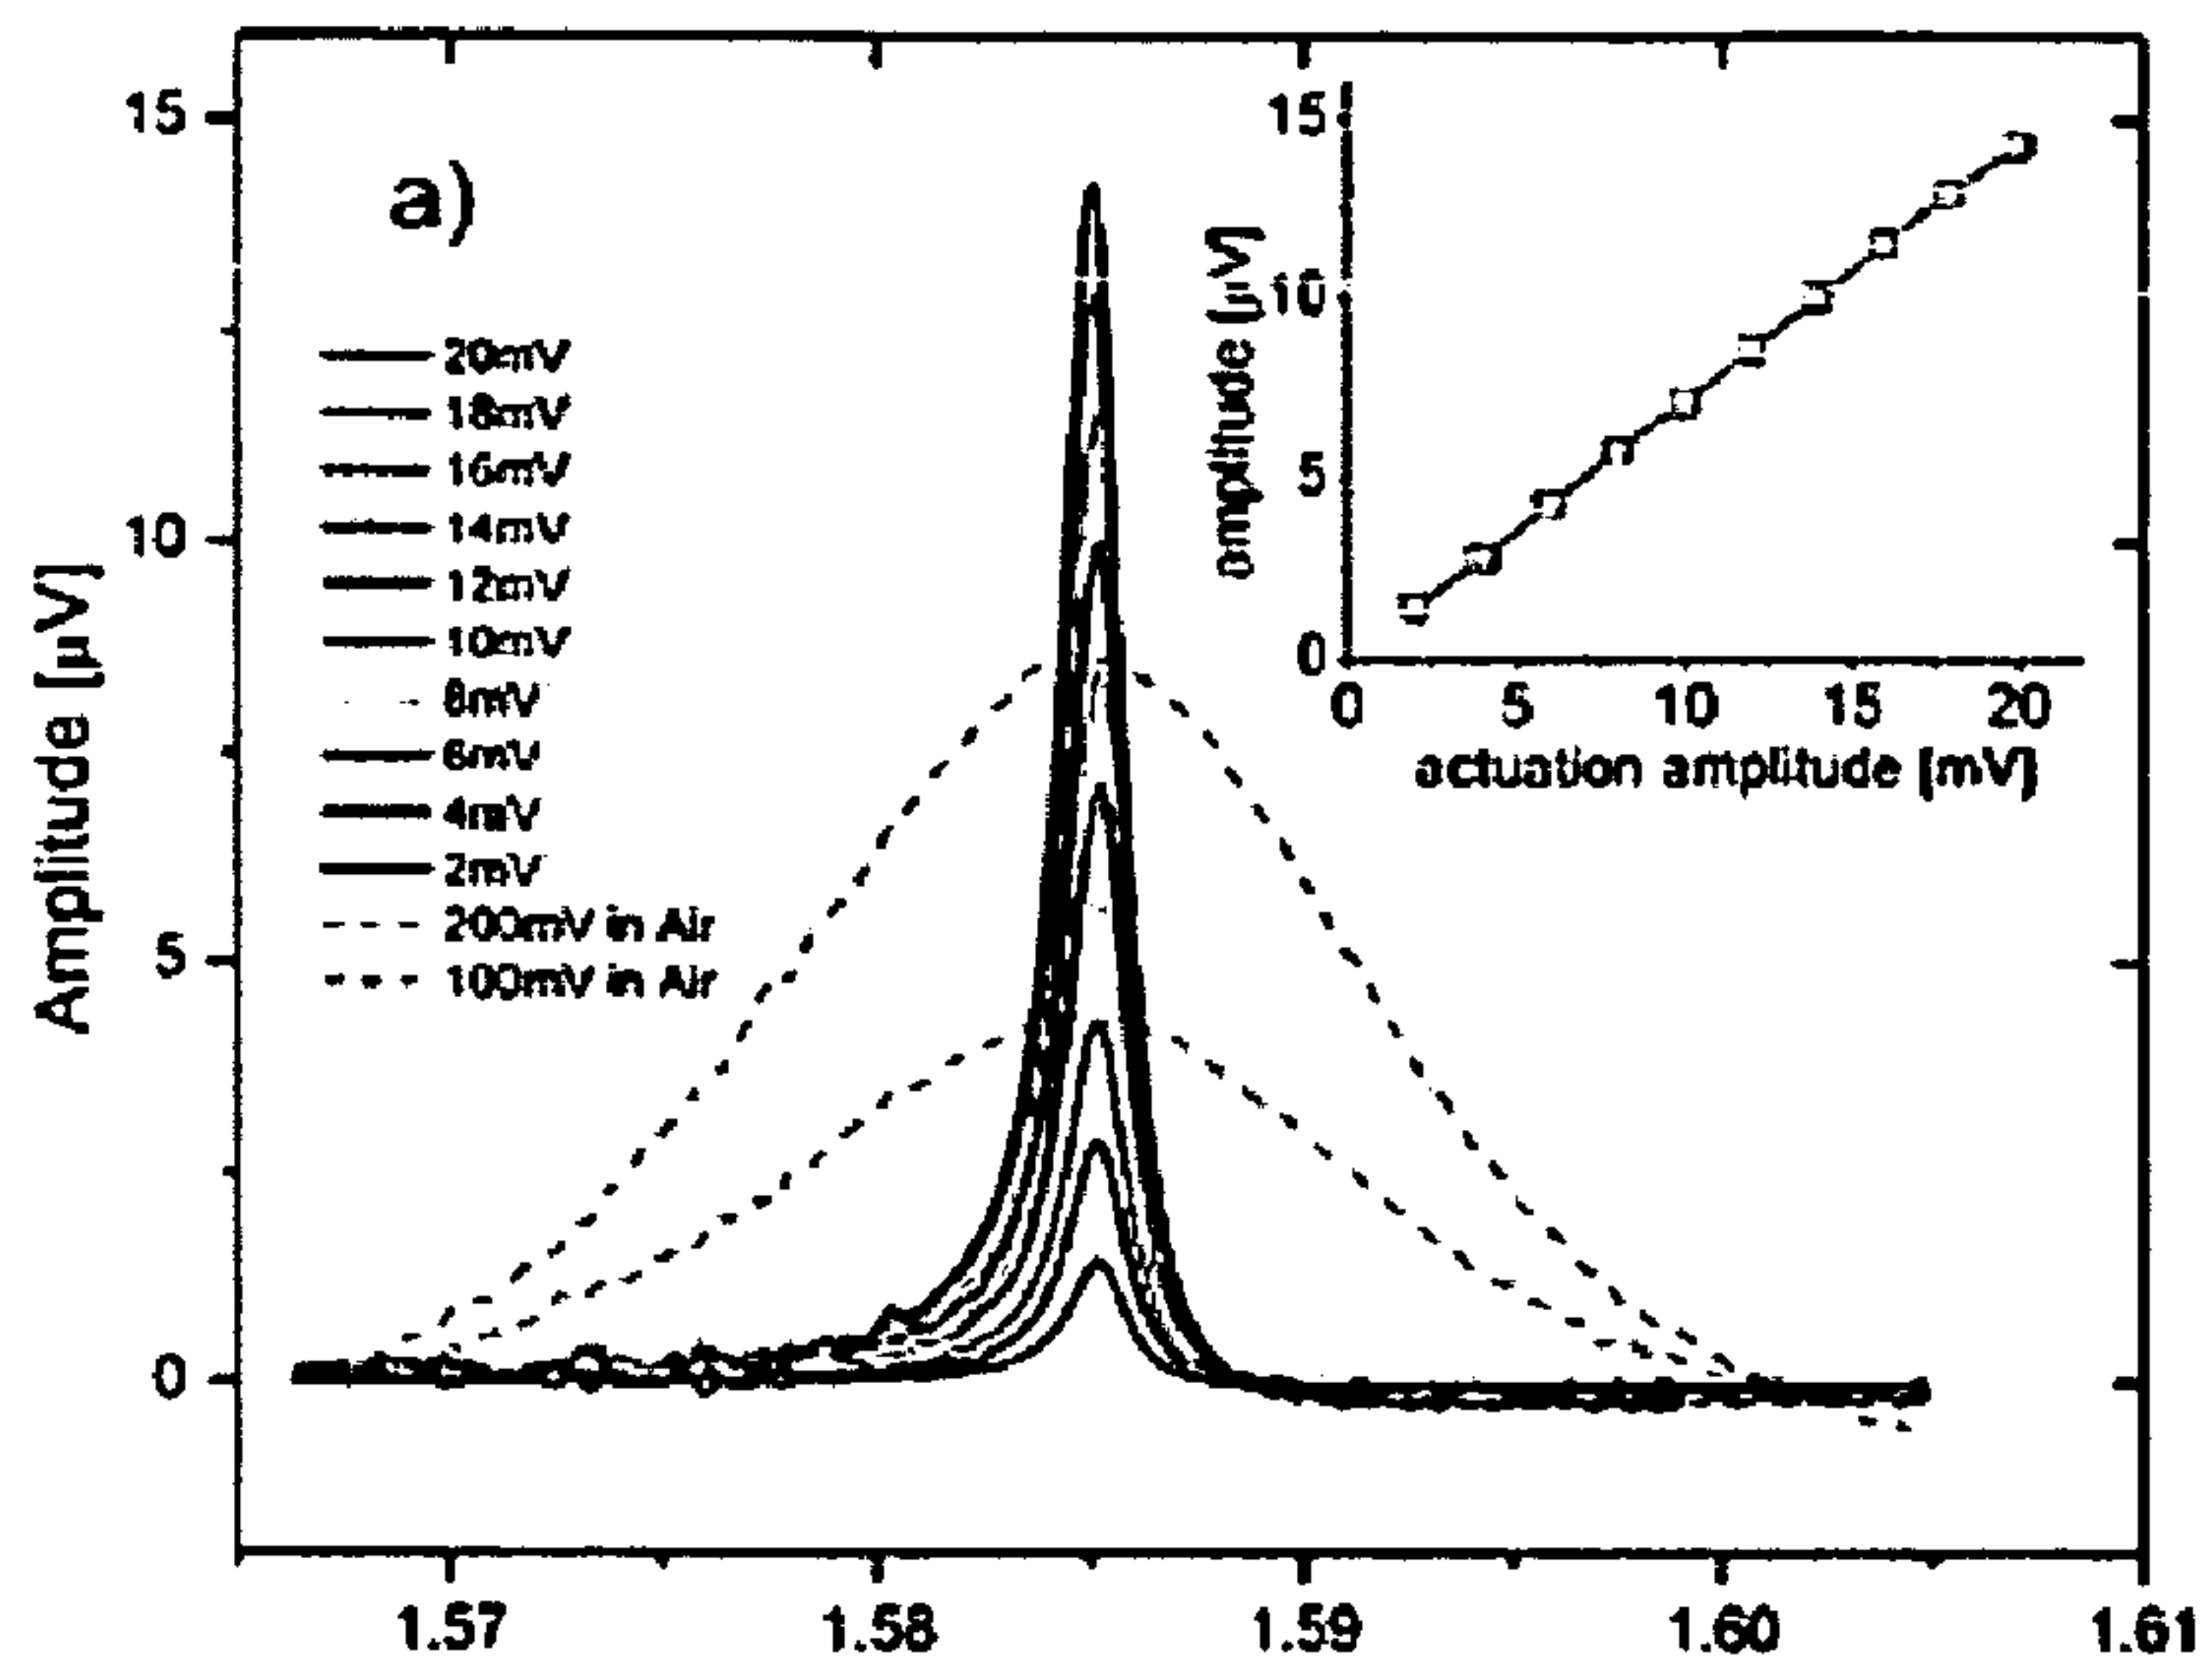 a)
Amplitude [µV]
15
10
5
0
20mV
18mV
16mV
14mV
12mV
10mV
8mV
6mV
4mV
2mV
200mV in Air
100mV in Air
1.57
1.58
1.59
1.60
1.61
amplitude [µV]
15
10
5
0
0
5
10
15
20
actuation amplitude [mV]